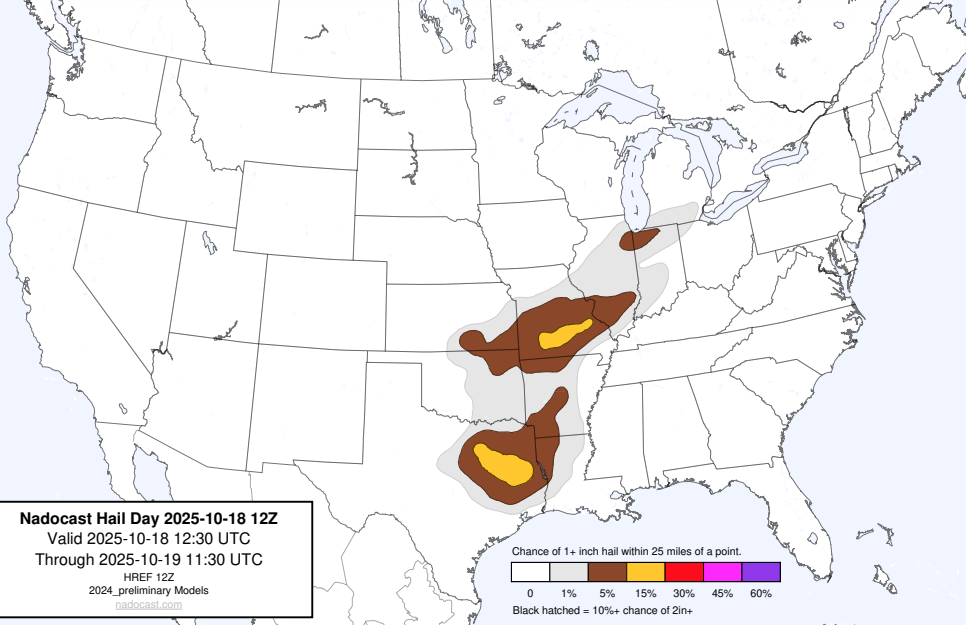 Nadocast Hail Day 2025-10-18 12Z
Valid 2025-10-18 12:30 UTC
Through 2025-10-19 11:30 UTC
HREF 12Z
2024_preliminary Models
nadocast.com
Chance of 1+ inch hail within 25 miles of a point.
0 1% 5% 15% 30% 45% 60%
Black hatched = 10%+ chance of 2in+